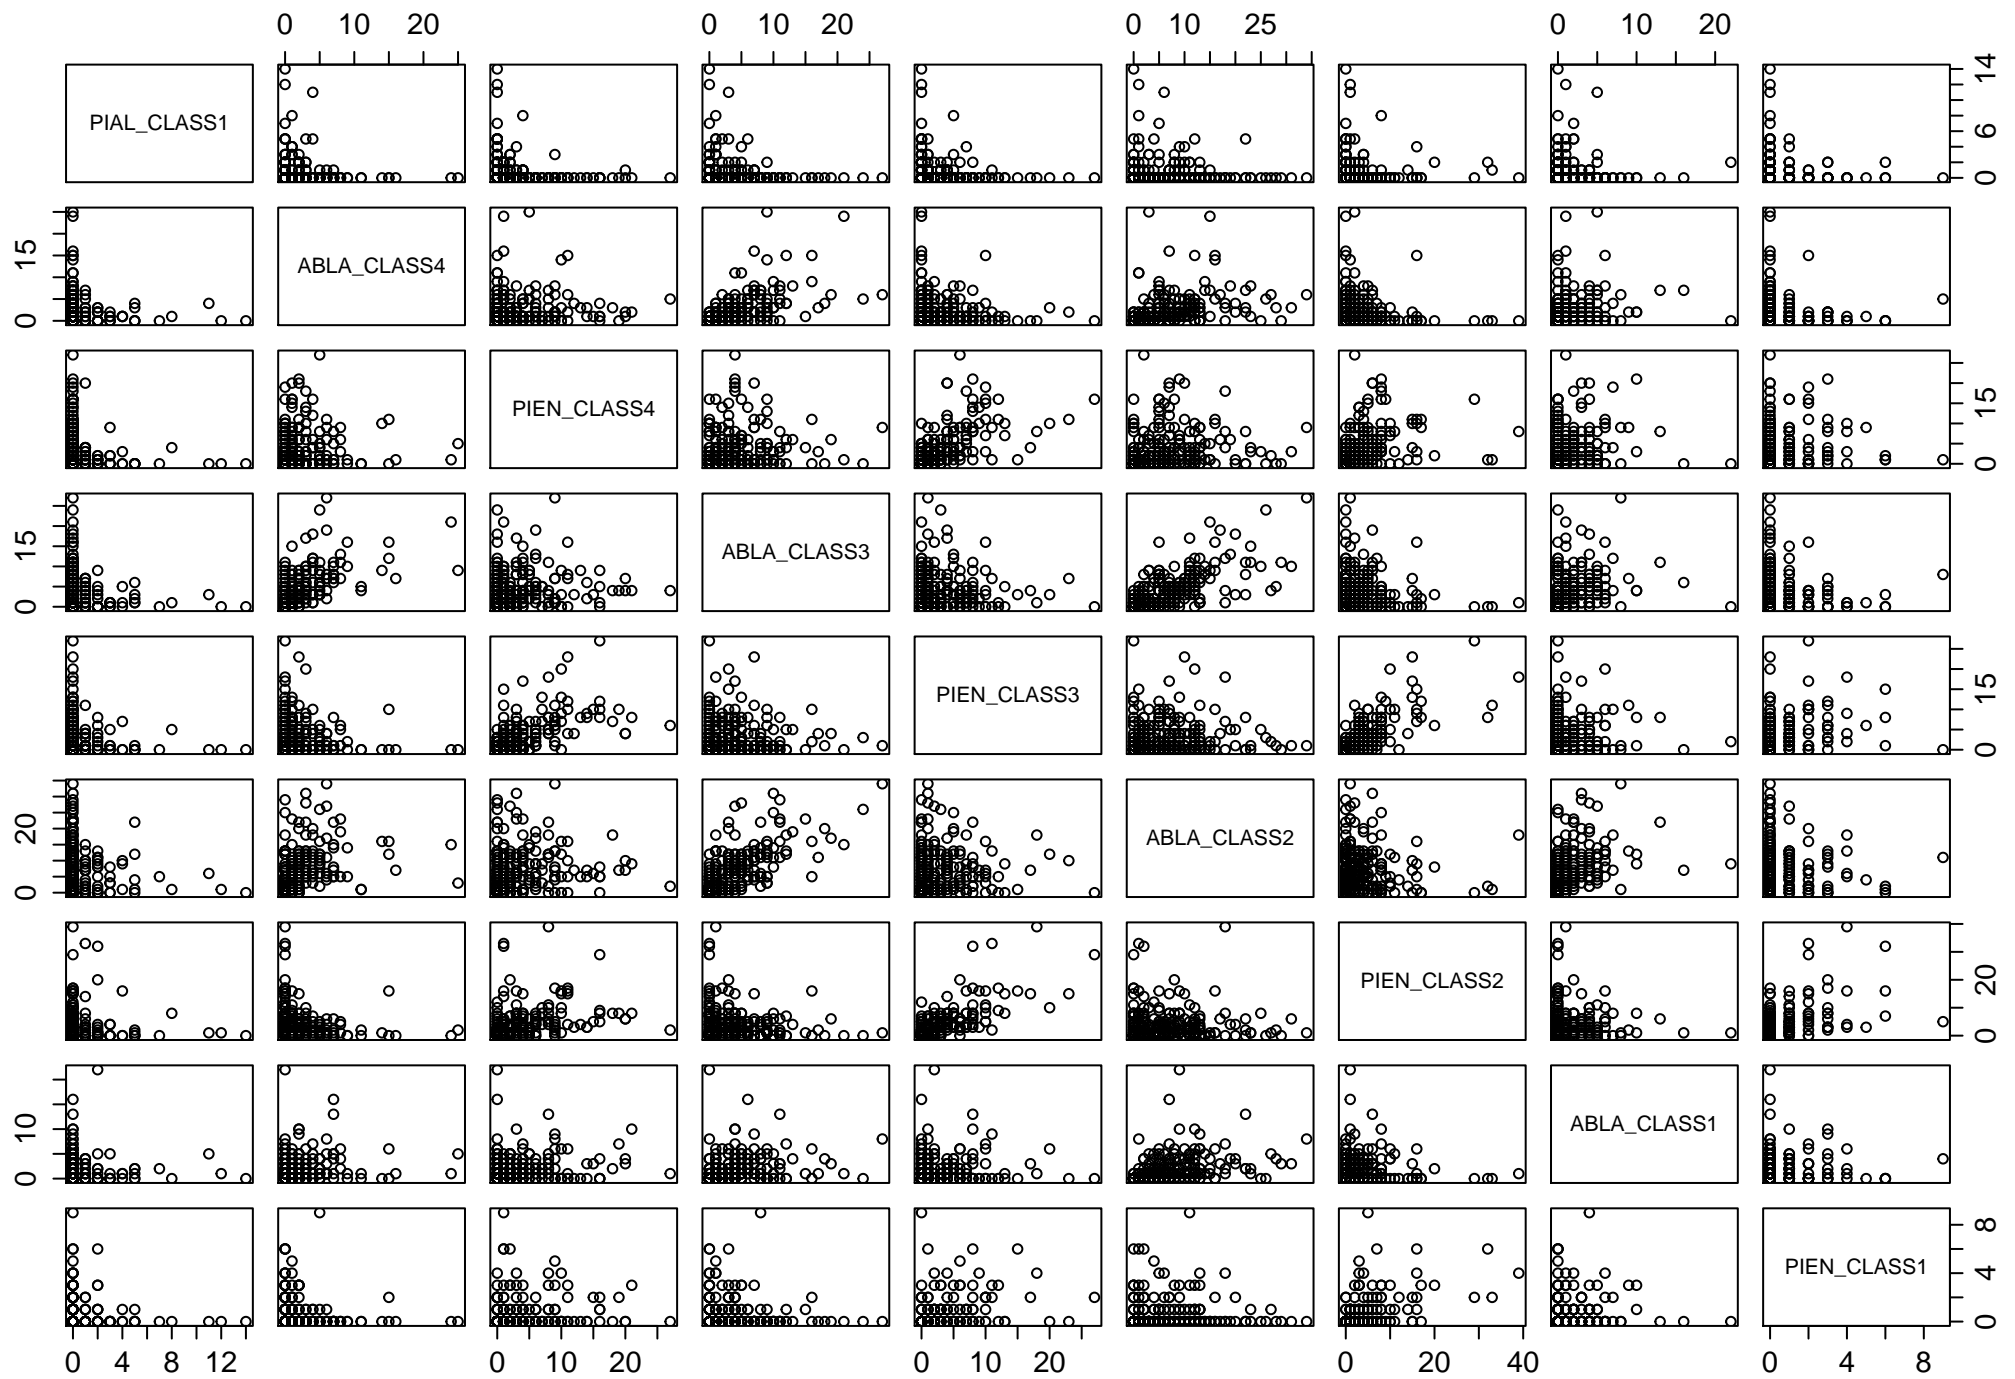 0 10 20 0 10 20 0 10 25 0 10 20
PIAL_CLASS1 6 14 0
15 0 ABLA_CLASS4
PIEN_CLASS4 15 0
15 0 ABLA_CLASS3
PIEN_CLASS3 15 0
20 0 ABLA_CLASS2
PIEN_CLASS2 20 0
10 0 ABLA_CLASS1
PIEN_CLASS1 8 4 0
0 4 8 12 0 10 20 0 10 20 0 20 40 0 4 8